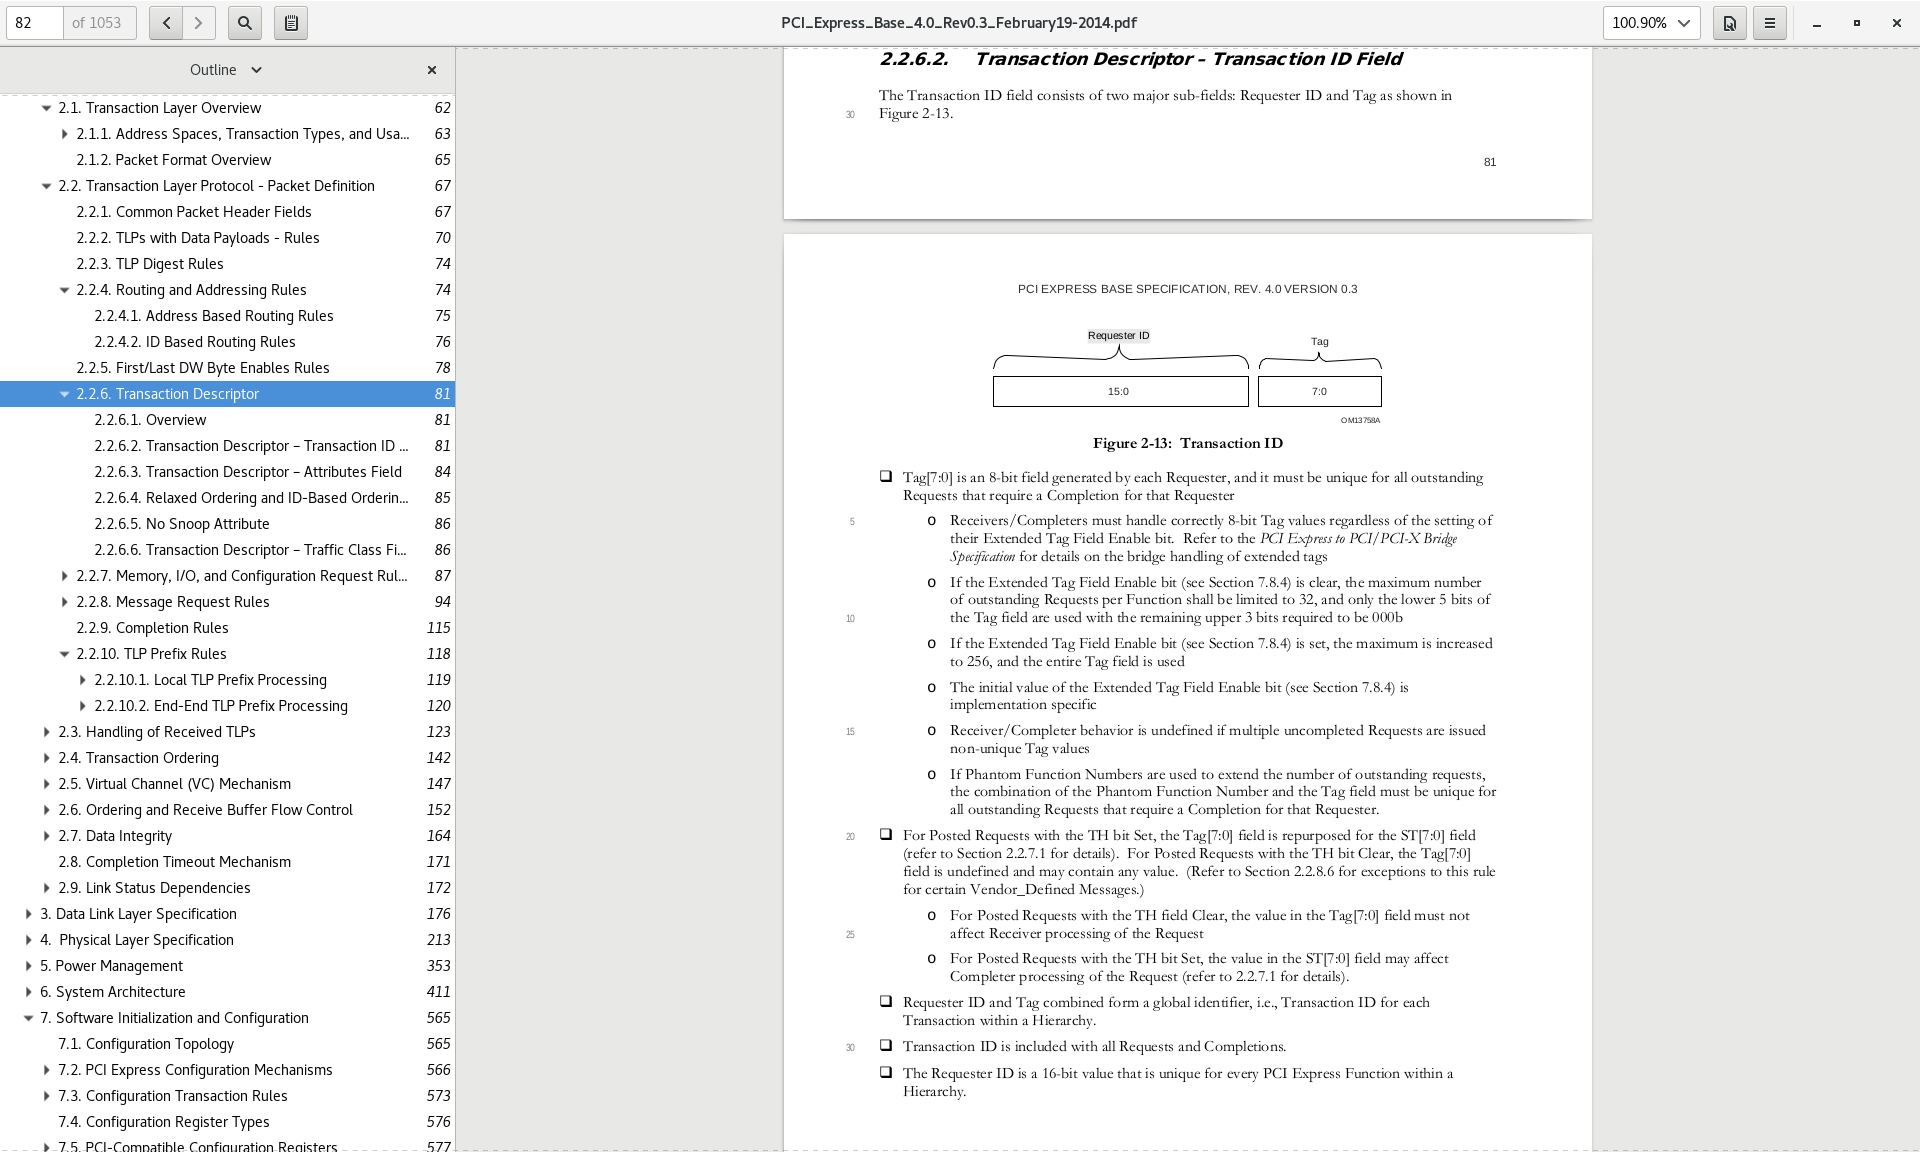 82 of 1053
PCI_Express_Base_4.0_Rev0.3_February19-2014.pdf
100.90%
Outline
2.1. Transaction Layer Overview 62
2.1.1. Address Spaces, Transaction Types, and Usa... 63
2.1.2. Packet Format Overview 65
2.2. Transaction Layer Protocol - Packet Definition 67
2.2.1. Common Packet Header Fields 67
2.2.2. TLPs with Data Payloads - Rules 70
2.2.3. TLP Digest Rules 74
2.2.4. Routing and Addressing Rules 74
2.2.4.1. Address Based Routing Rules 75
2.2.4.2. ID Based Routing Rules 76
2.2.5. First/Last DW Byte Enables Rules 78
2.2.6. Transaction Descriptor 81
2.2.6.1. Overview 81
2.2.6.2. Transaction Descriptor – Transaction ID ... 81
2.2.6.3. Transaction Descriptor – Attributes Field 84
2.2.6.4. Relaxed Ordering and ID-Based Orderin... 85
2.2.6.5. No Snoop Attribute 86
2.2.6.6. Transaction Descriptor – Traffic Class Fi... 86
2.2.7. Memory, I/O, and Configuration Request Rul... 87
2.2.8. Message Request Rules 94
2.2.9. Completion Rules 115
2.2.10. TLP Prefix Rules 118
2.2.10.1. Local TLP Prefix Processing 119
2.2.10.2. End-End TLP Prefix Processing 120
2.3. Handling of Received TLPs 123
2.4. Transaction Ordering 142
2.5. Virtual Channel (VC) Mechanism 147
2.6. Ordering and Receive Buffer Flow Control 152
2.7. Data Integrity 164
2.8. Completion Timeout Mechanism 171
2.9. Link Status Dependencies 172
3. Data Link Layer Specification 176
4. Physical Layer Specification 213
5. Power Management 353
6. System Architecture 411
7. Software Initialization and Configuration 565
7.1. Configuration Topology 565
7.2. PCI Express Configuration Mechanisms 566
7.3. Configuration Transaction Rules 573
7.4. Configuration Register Types 576
7.5. PCI-Compatible Configuration Registers 577
2.2.6.2. Transaction Descriptor – Transaction ID Field
The Transaction ID field consists of two major sub-fields: Requester ID and Tag as shown in
30 Figure 2-13.
81
PCI EXPRESS BASE SPECIFICATION, REV. 4.0 VERSION 0.3
Requester ID Tag
15:0 7:0
OM13758A
Figure 2-13: Transaction ID
❑ Tag[7:0] is an 8-bit field generated by each Requester, and it must be unique for all outstanding
Requests that require a Completion for that Requester
5 o Receivers/Completers must handle correctly 8-bit Tag values regardless of the setting of
their Extended Tag Field Enable bit. Refer to the PCI Express to PCI/PCI-X Bridge
Specification for details on the bridge handling of extended tags
o If the Extended Tag Field Enable bit (see Section 7.8.4) is clear, the maximum number
of outstanding Requests per Function shall be limited to 32, and only the lower 5 bits of
10 the Tag field are used with the remaining upper 3 bits required to be 000b
o If the Extended Tag Field Enable bit (see Section 7.8.4) is set, the maximum is increased
to 256, and the entire Tag field is used
o The initial value of the Extended Tag Field Enable bit (see Section 7.8.4) is
implementation specific
15 o Receiver/Completer behavior is undefined if multiple uncompleted Requests are issued
non-unique Tag values
o If Phantom Function Numbers are used to extend the number of outstanding requests,
the combination of the Phantom Function Number and the Tag field must be unique for
all outstanding Requests that require a Completion for that Requester.
20 ❑ For Posted Requests with the TH bit Set, the Tag[7:0] field is repurposed for the ST[7:0] field
(refer to Section 2.2.7.1 for details). For Posted Requests with the TH bit Clear, the Tag[7:0]
field is undefined and may contain any value. (Refer to Section 2.2.8.6 for exceptions to this rule
for certain Vendor_Defined Messages.)
o For Posted Requests with the TH field Clear, the value in the Tag[7:0] field must not
25 affect Receiver processing of the Request
o For Posted Requests with the TH bit Set, the value in the ST[7:0] field may affect
Completer processing of the Request (refer to 2.2.7.1 for details).
❑ Requester ID and Tag combined form a global identifier, i.e., Transaction ID for each
Transaction within a Hierarchy.
30 ❑ Transaction ID is included with all Requests and Completions.
❑ The Requester ID is a 16-bit value that is unique for every PCI Express Function within a
Hierarchy.